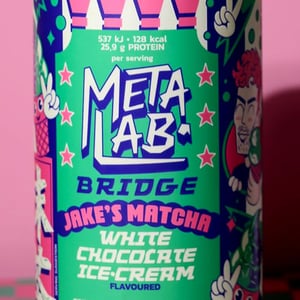 537 kJ • 128 kcal
25,9 g PROTEIN
per serving
META
LAB
BRIDGE
JAKE'S MATCHA
WHITE
CHOCOLATE
ICE-CREAM
FLAVOURED